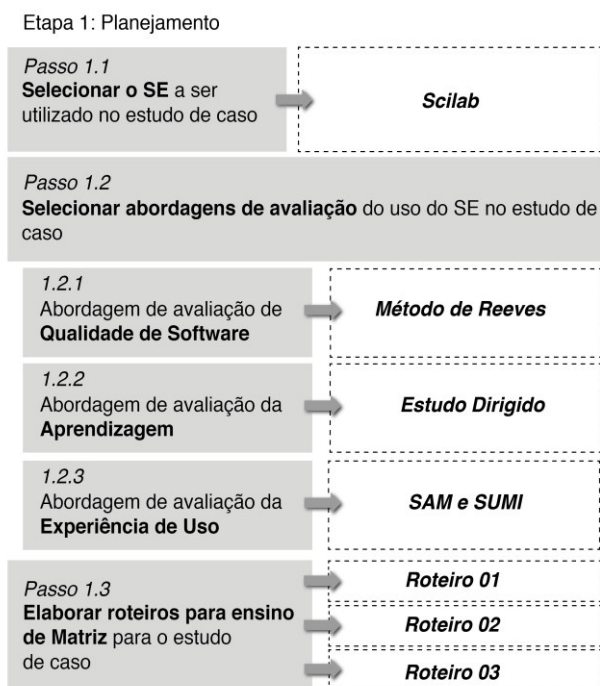 Etapa 1: Planejamento
Passo 1.1
Selecionar o SE a ser
utilizado no estudo de caso
Scilab
Passo 1.2
Selecionar abordagens de avaliação do uso do SE no estudo de
caso
1.2.1
Abordagem de avaliação de
Qualidade de Software
Método de Reeves
1.2.2
Abordagem de avaliação da
Aprendizagem
Estudo Dirigido
1.2.3
Abordagem de avaliação da
Experiência de Uso
SAM e SUMI
Passo 1.3
Elaborar roteiros para ensino
de Matriz para o estudo
de caso
Roteiro 01
Roteiro 02
Roteiro 03